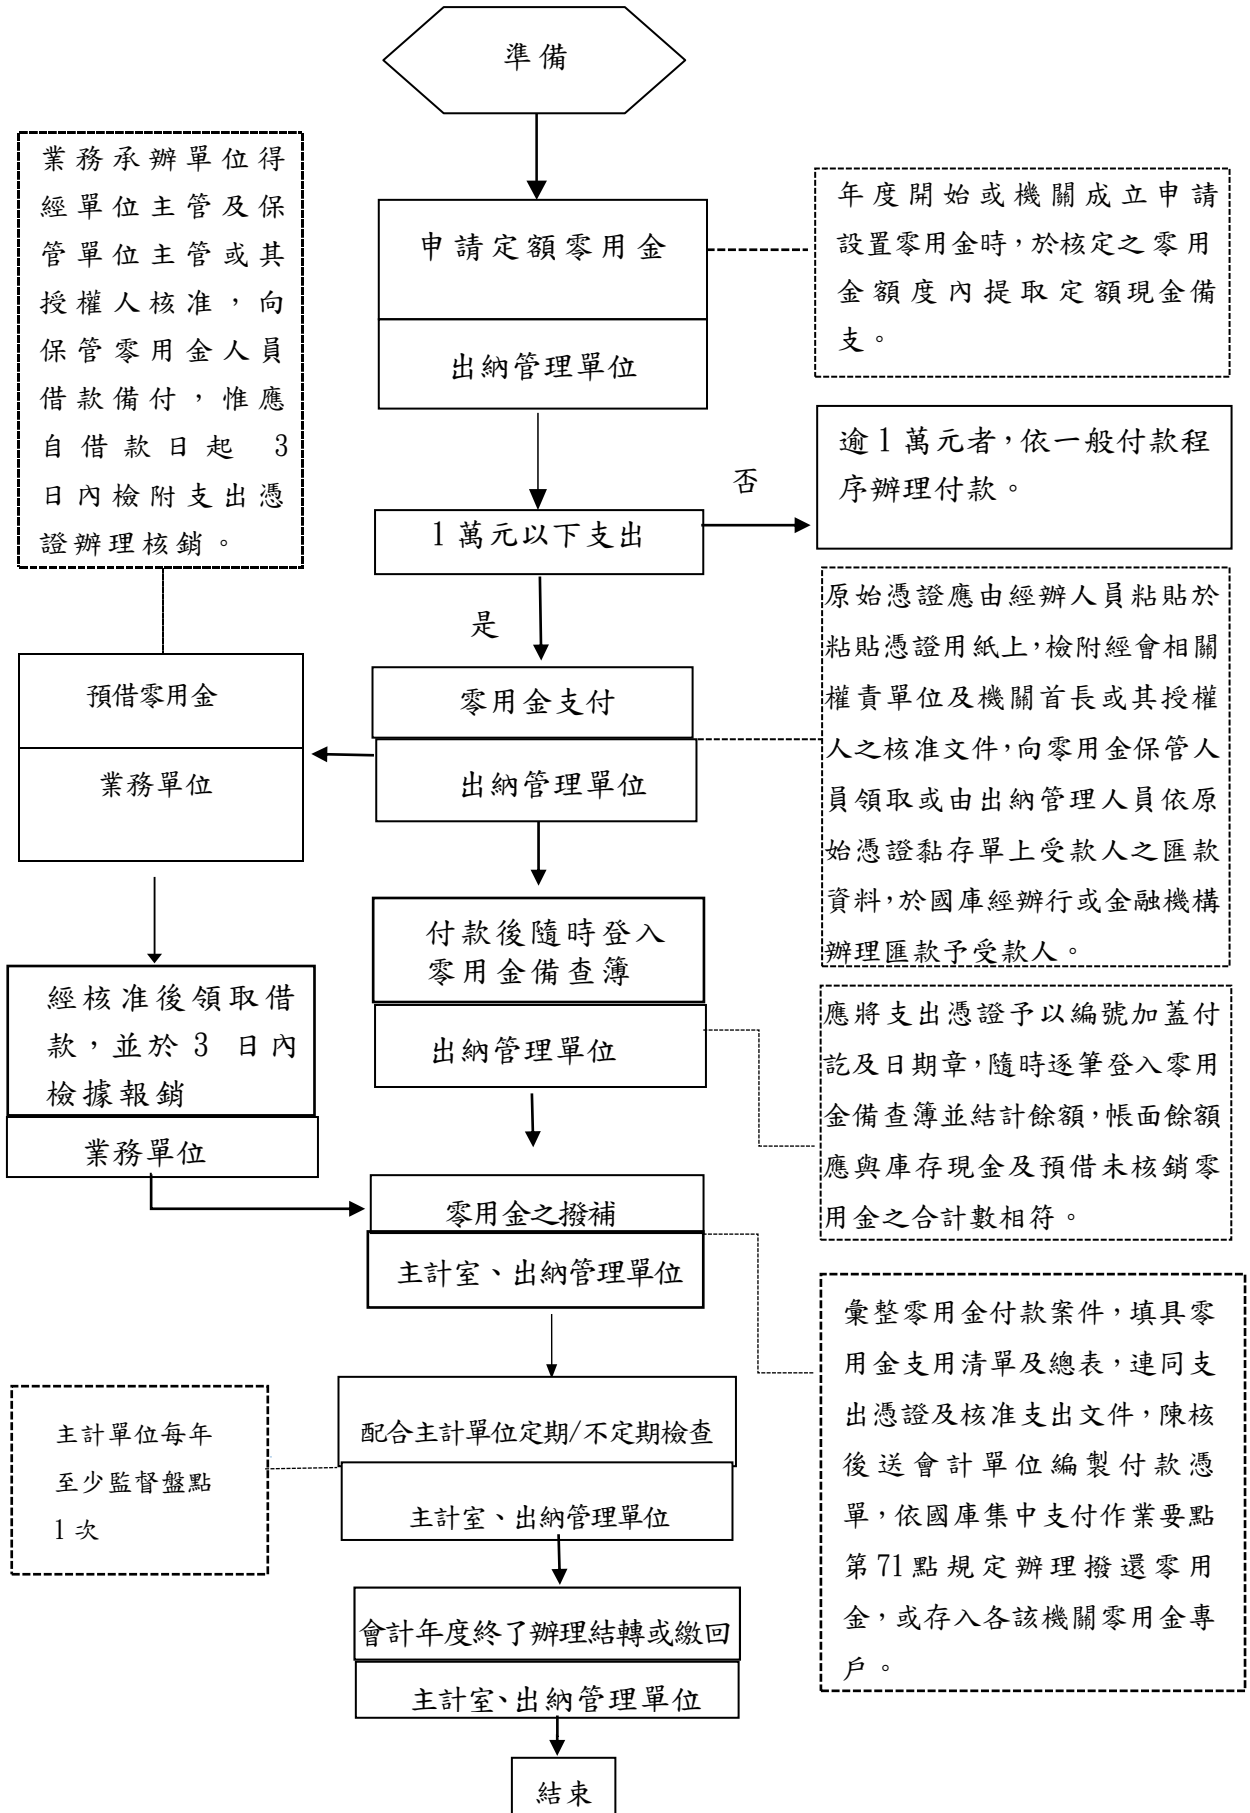 準備
業務承辦單位得
經單位主管及保
管單位主管或其
授權人核准，向
保管零用金人員
借款備付，惟應
自借款日起 3
日內檢附支出憑
證辦理核銷。
申請定額零用金
出納管理單位
年度開始或機關成立申請
設置零用金時，於核定之零用
金額度內提取定額現金備
支。
逾1萬元者，依一般付款程
序辦理付款。
否
1萬元以下支出
是
原始憑證應由經辦人員粘貼於
粘貼憑證用紙上，檢附經會相關
權責單位及機關首長或其授權
人之核准文件，向零用金保管人
員領取或由出納管理人員依原
始憑證黏存單上受款人之匯款
資料，於國庫經辦行或金融機構
辦理匯款予受款人。
預借零用金
業務單位
零用金支付
出納管理單位
付款後隨時登入
零用金備查簿
出納管理單位
經核准後領取借
款，並於 3 日內
檢據報銷
業務單位
應將支出憑證予以編號加蓋付
訖及日期章，隨時逐筆登入零用
金備查簿並結計餘額，帳面餘額
應與庫存現金及預借未核銷零
用金之合計數相符。
零用金之撥補
主計室、出納管理單位
彙整零用金付款案件，填具零
用金支用清單及總表，連同支
出憑證及核准支出文件，陳核
後送會計單位編製付款憑
單，依國庫集中支付作業要點
第71點規定辦理撥還零用
金，或存入各該機關零用金專
戶。
主計單位每年
至少監督盤點
1次
配合主計單位定期/不定期檢查
主計室、出納管理單位
會計年度終了辦理結轉或繳回
主計室、出納管理單位
結束